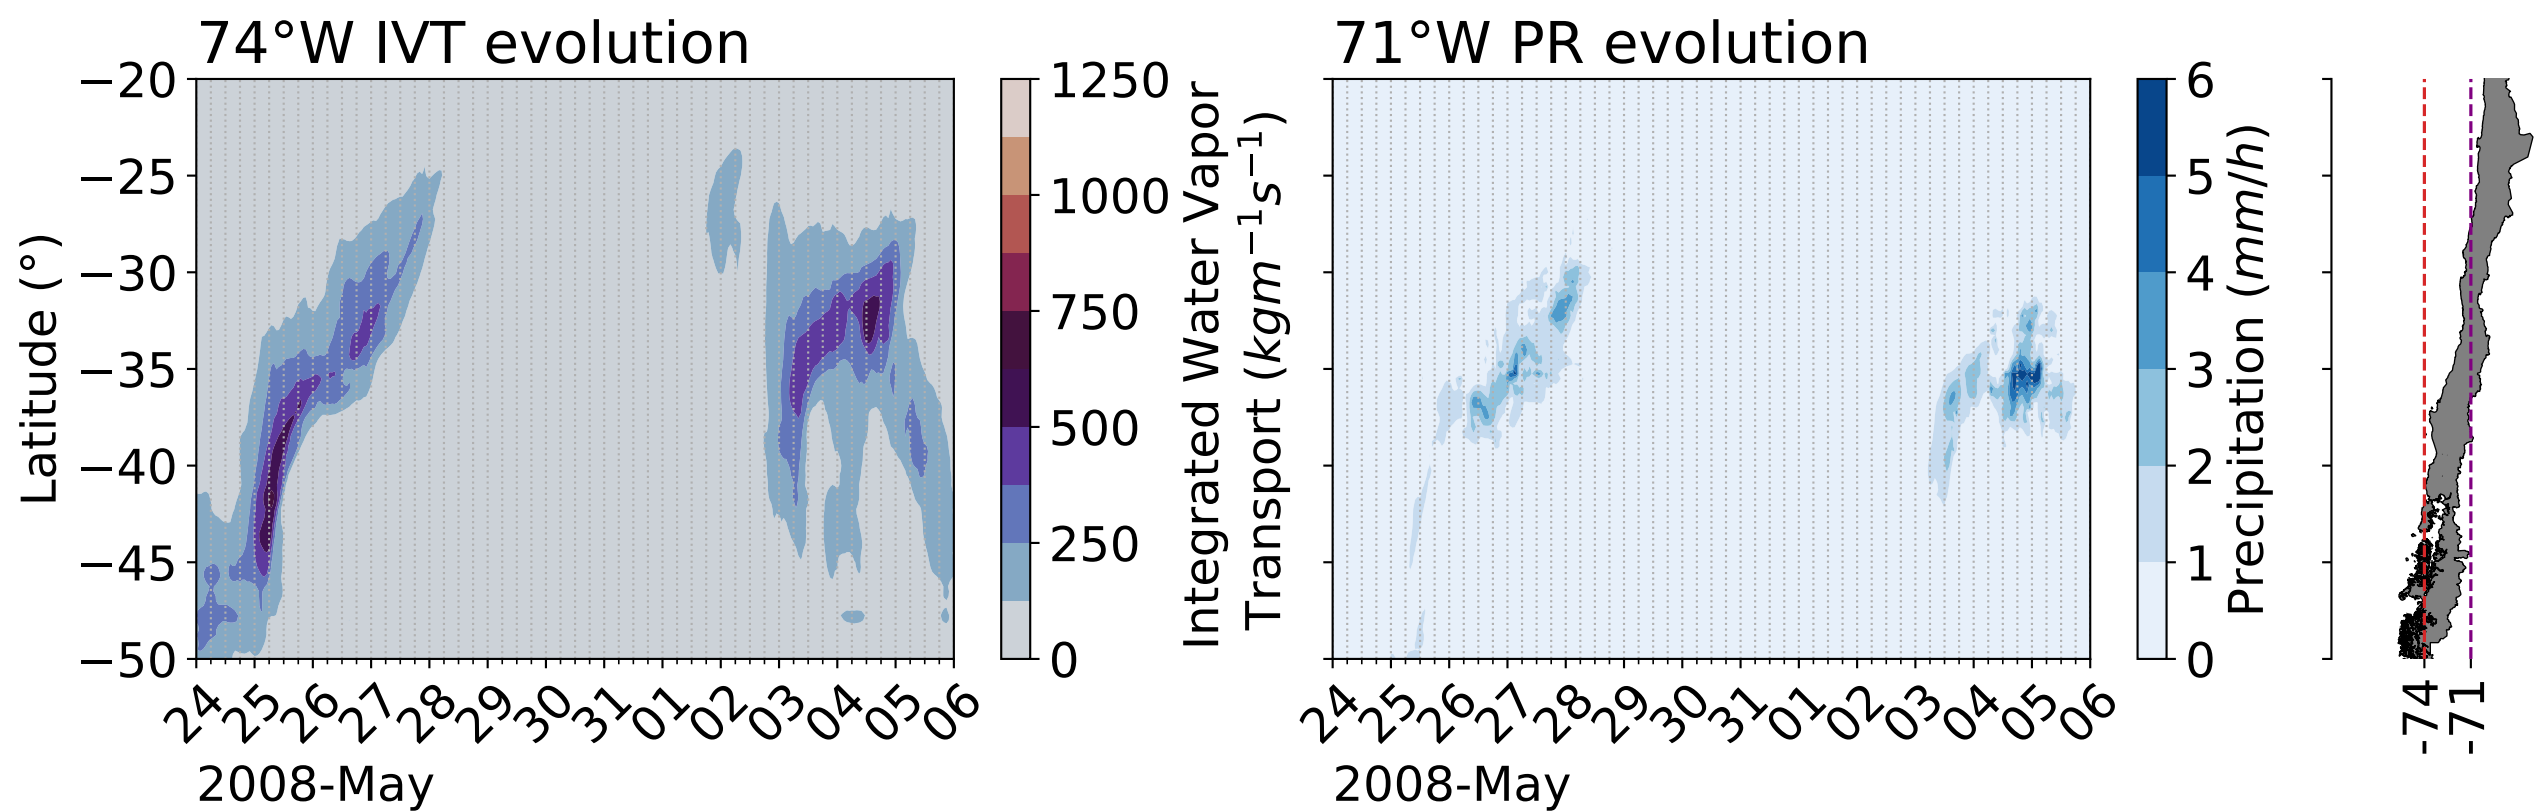 74°W IVT evolution
−20
−25
−30
−35
−40
−45
−50
Latitude (°)
24 25 26 27 28 29 30 31 01 02 03 04 05 06
2008-May
1250
1000
750
500
250
0
Integrated Water Vapor
Transport (kgm⁻¹s⁻¹)
71°W PR evolution
24 25 26 27 28 29 30 31 01 02 03 04 05 06
2008-May
6
5
4
3
2
1
0
Precipitation (mm/h)
-74
-71